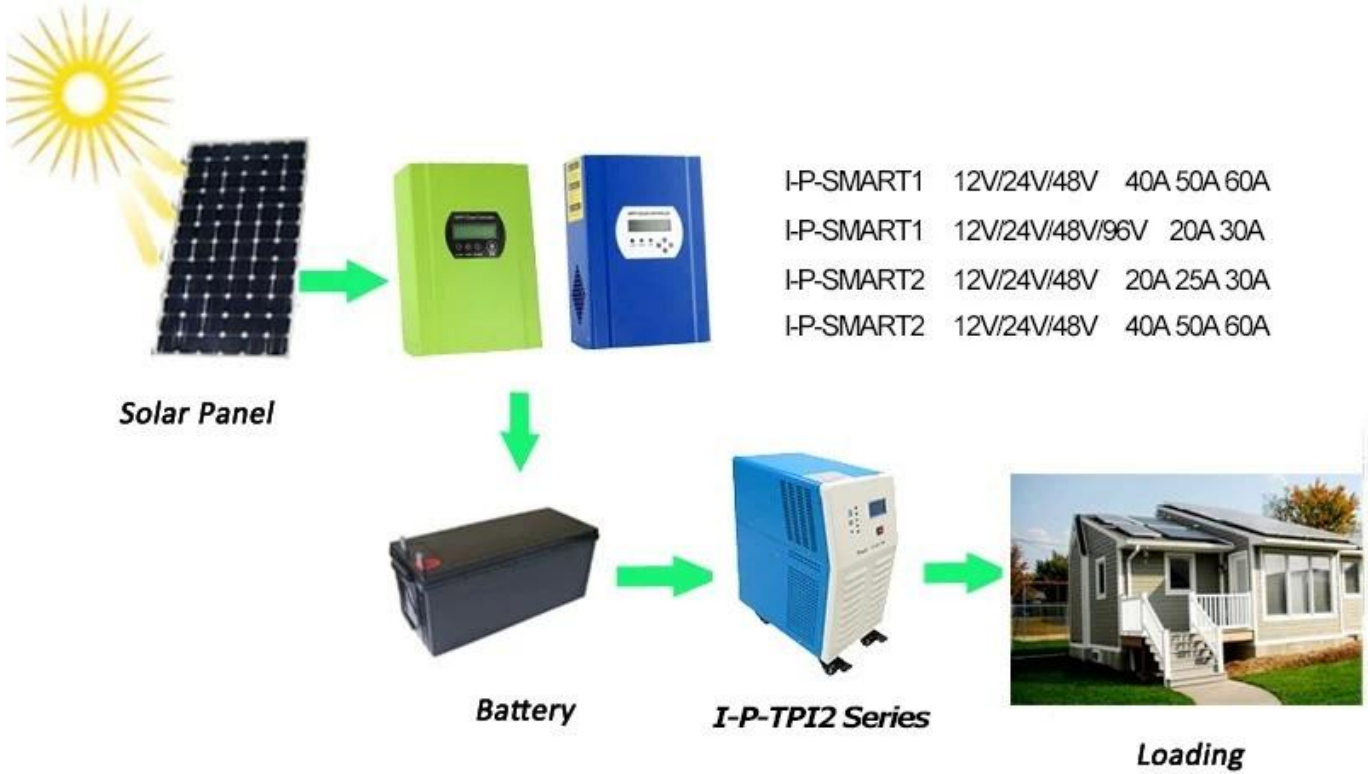 I-P-SMART1 12V/24V/48V 40A 50A 60A
I-P-SMART1 12V/24V/48V/96V 20A 30A
I-P-SMART2 12V/24V/48V 20A 25A 30A
I-P-SMART2 12V/24V/48V 40A 50A 60A
Solar Panel
Battery
I-P-TPI2 Series
Loading